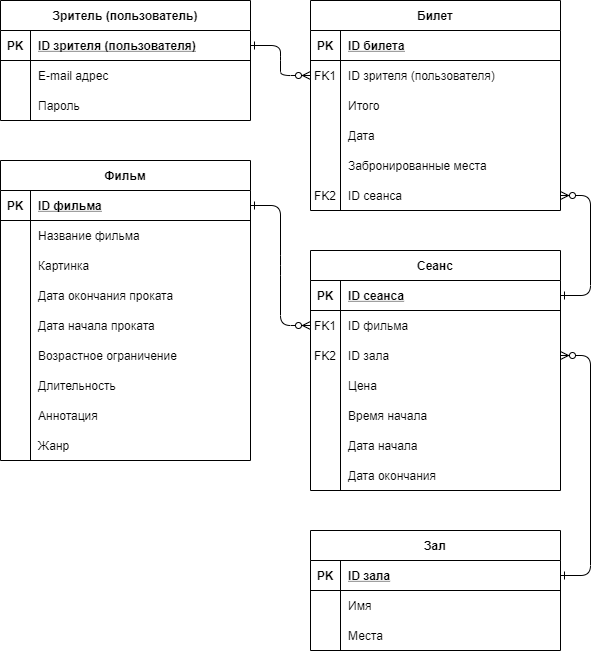 Зритель (пользователь)
PK ID зрителя (пользователя)
E-mail адрес
Пароль
Билет
PK ID билета
FK1 ID зрителя (пользователя)
Итого
Дата
Забронированные места
FK2 ID сеанса
Фильм
PK ID фильма
Название фильма
Картинка
Дата окончания проката
Дата начала проката
Возрастное ограничение
Длительность
Аннотация
Жанр
Сеанс
PK ID сеанса
FK1 ID фильма
FK2 ID зала
Цена
Время начала
Дата начала
Дата окончания
Зал
PK ID зала
Имя
Места